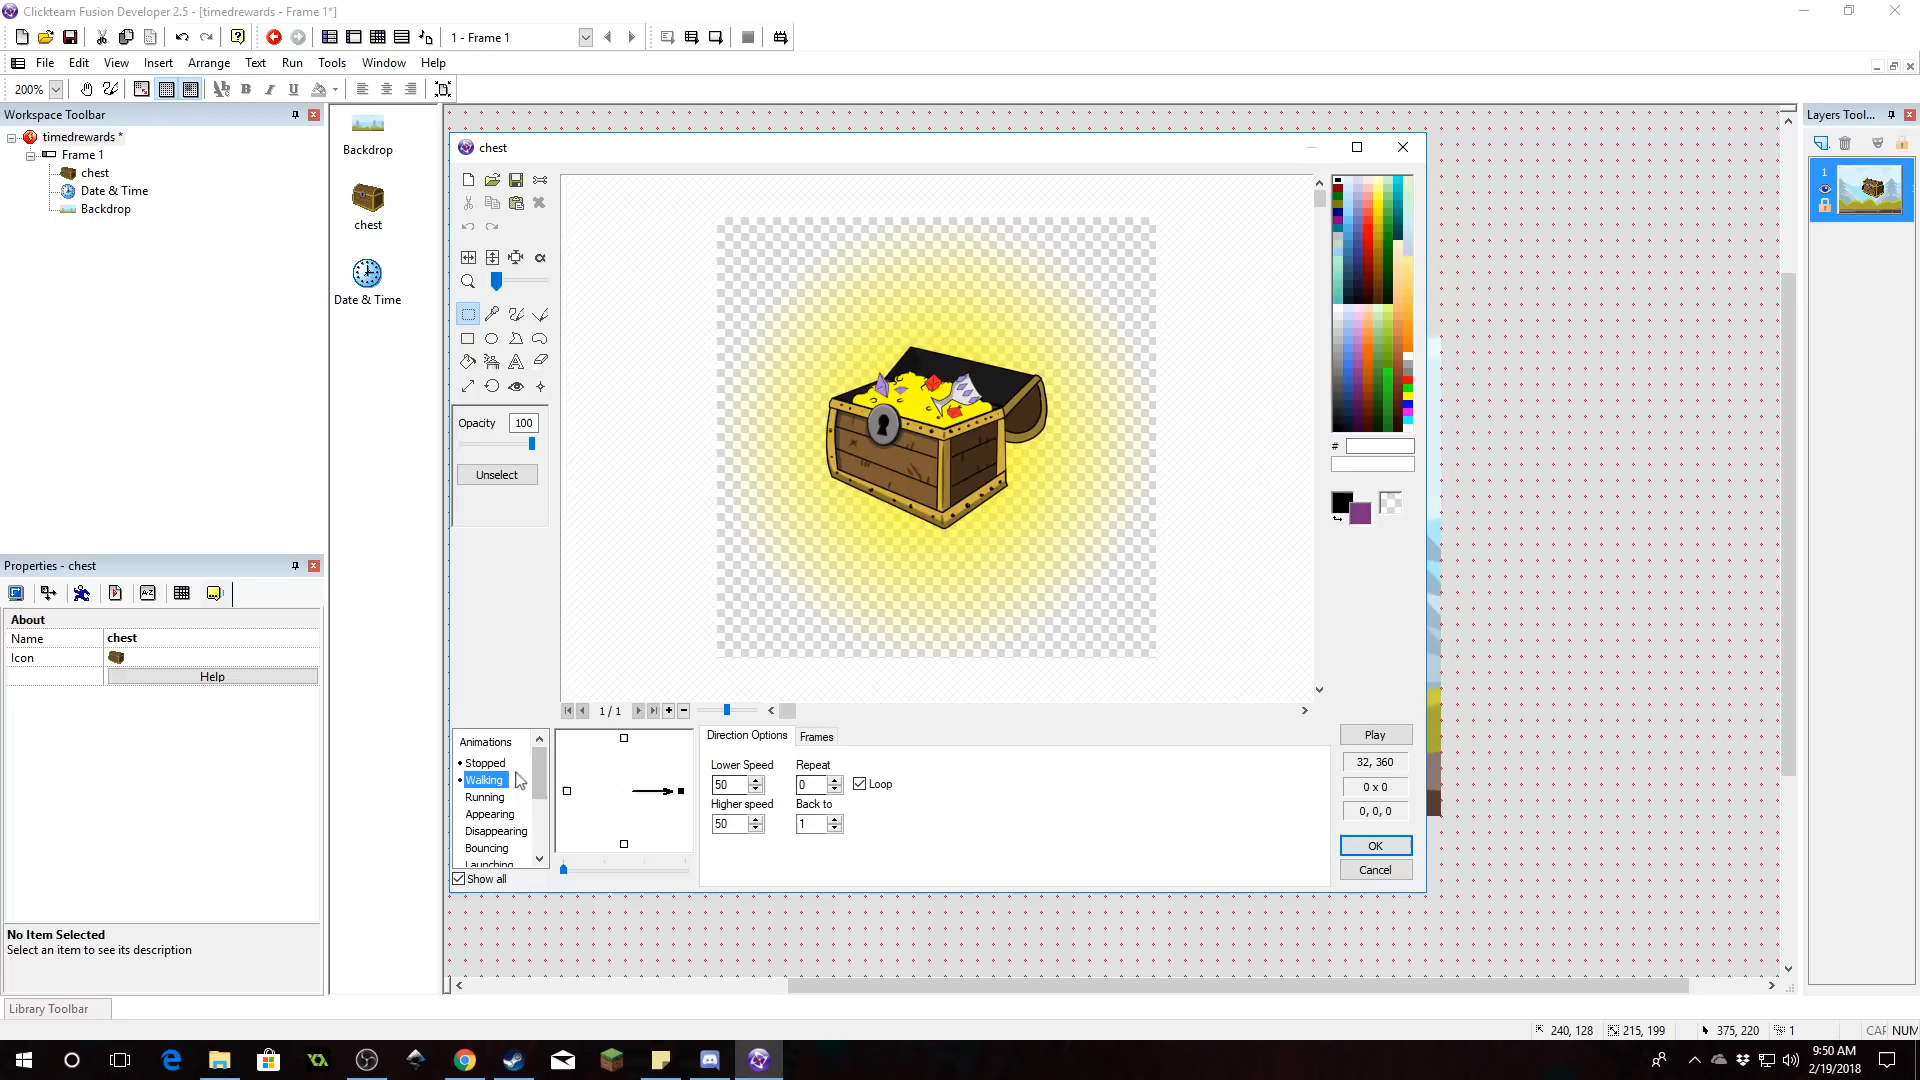 Clickteam Fusion Developer 2.5 - [timedrewards - Frame 1*]
1 - Frame 1
File Edit View Insert Arrange Text Run Tools Window Help
200%
Workspace Toolbar
timedrewards *
Frame 1
chest
Date & Time
Backdrop
Backdrop
chest
Date & Time
chest
Opacity 100
Unselect
#
Layers Tool...
1
Properties - chest
About
Name chest
Icon
Help
No Item Selected
Select an item to see its description
Library Toolbar
1 / 1
Animations
Stopped
Walking
Running
Appearing
Disappearing
Bouncing
Launching
Show all
Direction Options Frames
Lower Speed Repeat
50 0 Loop
Higher speed Back to
50 1
Play
32, 360
0 x 0
0, 0, 0
OK
Cancel
240, 128 215, 199 375, 220 1 CAP NUM
9:50 AM
2/19/2018